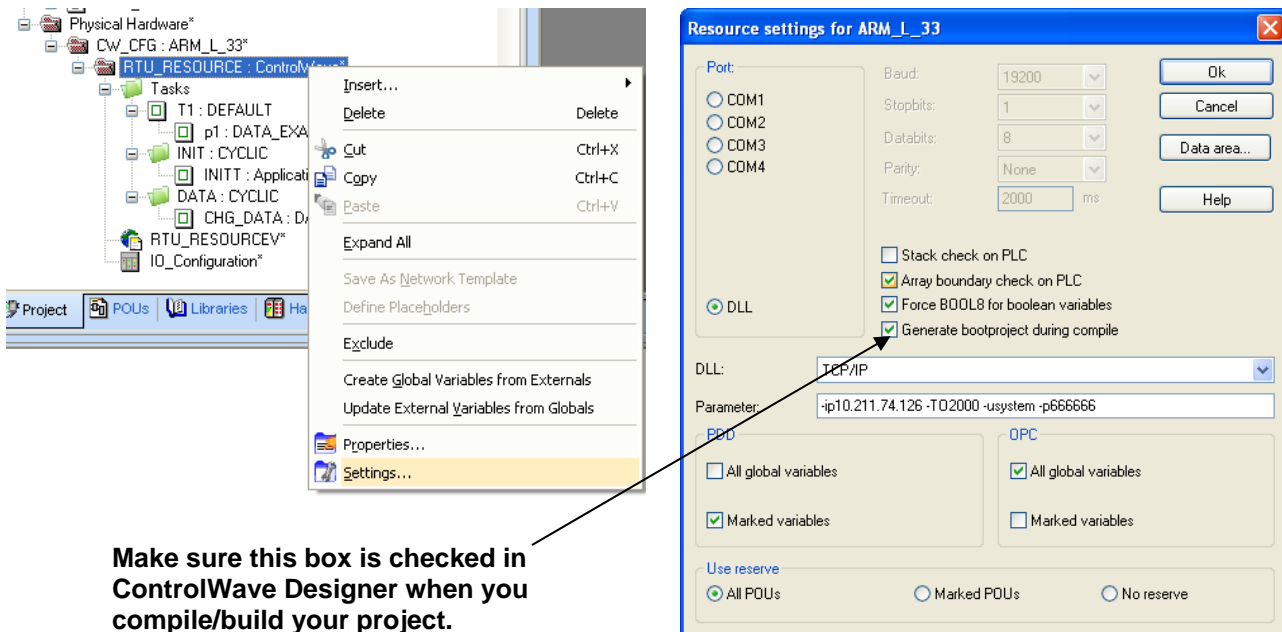 Physical Hardware*
CW_CFG : ARM_L_33*
RTU_RESOURCE :
Tasks
T1 : DEFAULT
p1 : DATA_EXA
INIT : CYCLIC
INITT : Applicati
DATA : CYCLIC
CHG_DATA :
RTU_RESOURCEV*
IO_Configuration*
Project
POUs
Libraries
Ha
Insert...
Delete Delete
Cut Ctrl+X
Copy Ctrl+C
Paste Ctrl+V
Expand All
Save As Network Template
Define Placeholders
Exclude
Create Global Variables from Externals
Update External Variables from Globals
Properties...
Settings...
Make sure this box is checked in
ControlWave Designer when you
compile/build your project.
Resource settings for ARM_L_33
Port:
COM1
COM2
COM3
COM4
DLL
Baud: 19200
Stopbits: 1
Databits: 8
Parity: None
Timeout: 2000 ms
Ok
Cancel
Data area...
Help
Stack check on PLC
Array boundary check on PLC
Force BOOL8 for boolean variables
Generate bootproject during compile
DLL: TCP/IP
Parameter: -ip10.211.74.126 -TO2000 -usystem -p666666
PDD
All global variables
Marked variables
OPC
All global variables
Marked variables
Use reserve
All POUs
Marked POUs
No reserve